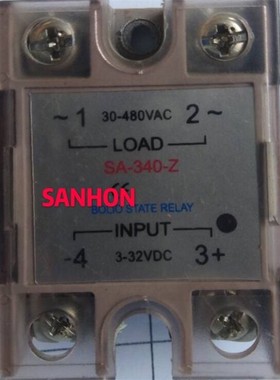 ~ 1 30-480VAC 2 ~
LOAD
SA-340-Z
SANHON
SOLID STATE RELAY
INPUT
-4 3-32VDC 3+